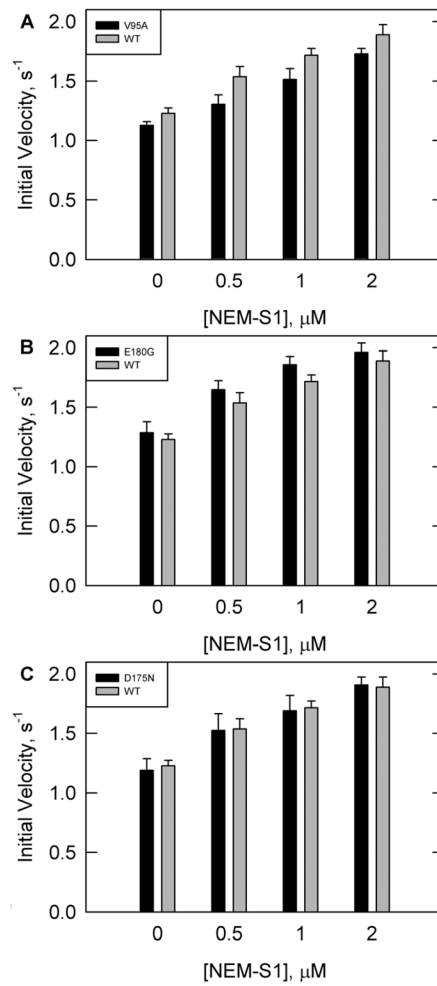 A
V95A
WT
Initial Velocity, s⁻¹
2.0
1.5
1.0
0.5
0.0
0 0.5 1 2
[NEM-S1], μM
B
E180G
WT
Initial Velocity, s⁻¹
2.0
1.5
1.0
0.5
0.0
0 0.5 1 2
[NEM-S1], μM
C
D175N
WT
Initial Velocity, s⁻¹
2.0
1.5
1.0
0.5
0.0
0 0.5 1 2
[NEM-S1], μM